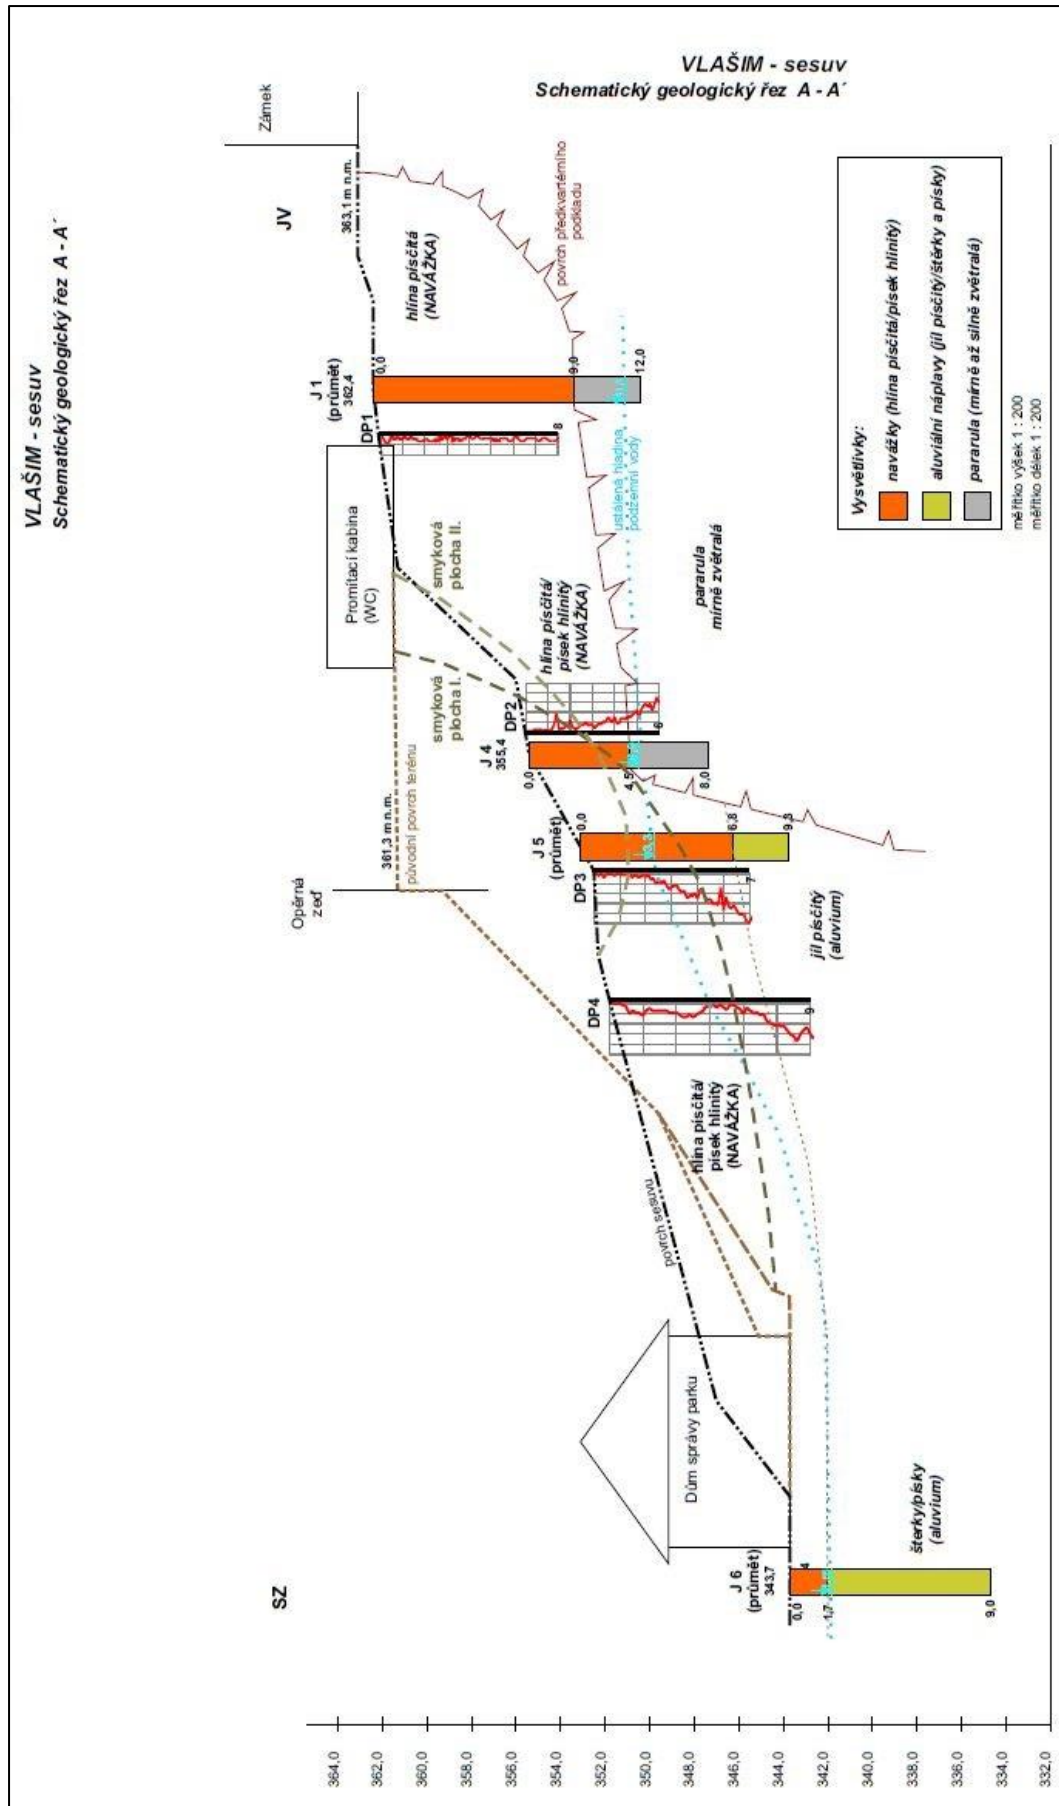 VLAŠIM - sesuv
Schematický geologický řez A - A´
VLAŠIM - sesuv
Schematický geologický řez A - A´
SZ
JV
Zámek
363,1 m n.m.
hlína písčitá
(NAVÁŽKA)
povrch předkvartérního
podkladu
J 1
(průmět)
362,4
0,0
9,0
12,0
DP1
8
Promítací kabina
(WC)
ustálená hladina
podzemní vody
smyková
plocha II.
smyková
plocha I.
hlína písčitá/
písek hlinitý
(NAVÁŽKA)
pararula
mírně zvětralá
DP2
6
J 4
355,4
0,0
4,5
8,0
361,3 m n.m.
původní povrch terénu
Opěrná
zeď
J 5
(průmět)
0,0
3,3
6,8
9,3
DP3
7
jíl písčitý
(aluvium)
DP4
9
hlína písčitá/
písek hlinitý
(NAVÁŽKA)
povrch sesuvu
Dům správy parku
J 6
(průmět)
343,7
0,0
1,7
4
9,0
šterky/písky
(aluvium)
Vysvětlivky:
navážky (hlína písčitá/písek hlinitý)
aluviální náplavy (jíl písčitý/štěrky a písky)
pararula (mírně až silně zvětralá)
měřítko výšek 1 : 200
měřítko délek 1 : 200
364,0
362,0
360,0
358,0
356,0
354,0
352,0
350,0
348,0
346,0
344,0
342,0
340,0
338,0
336,0
334,0
332,0